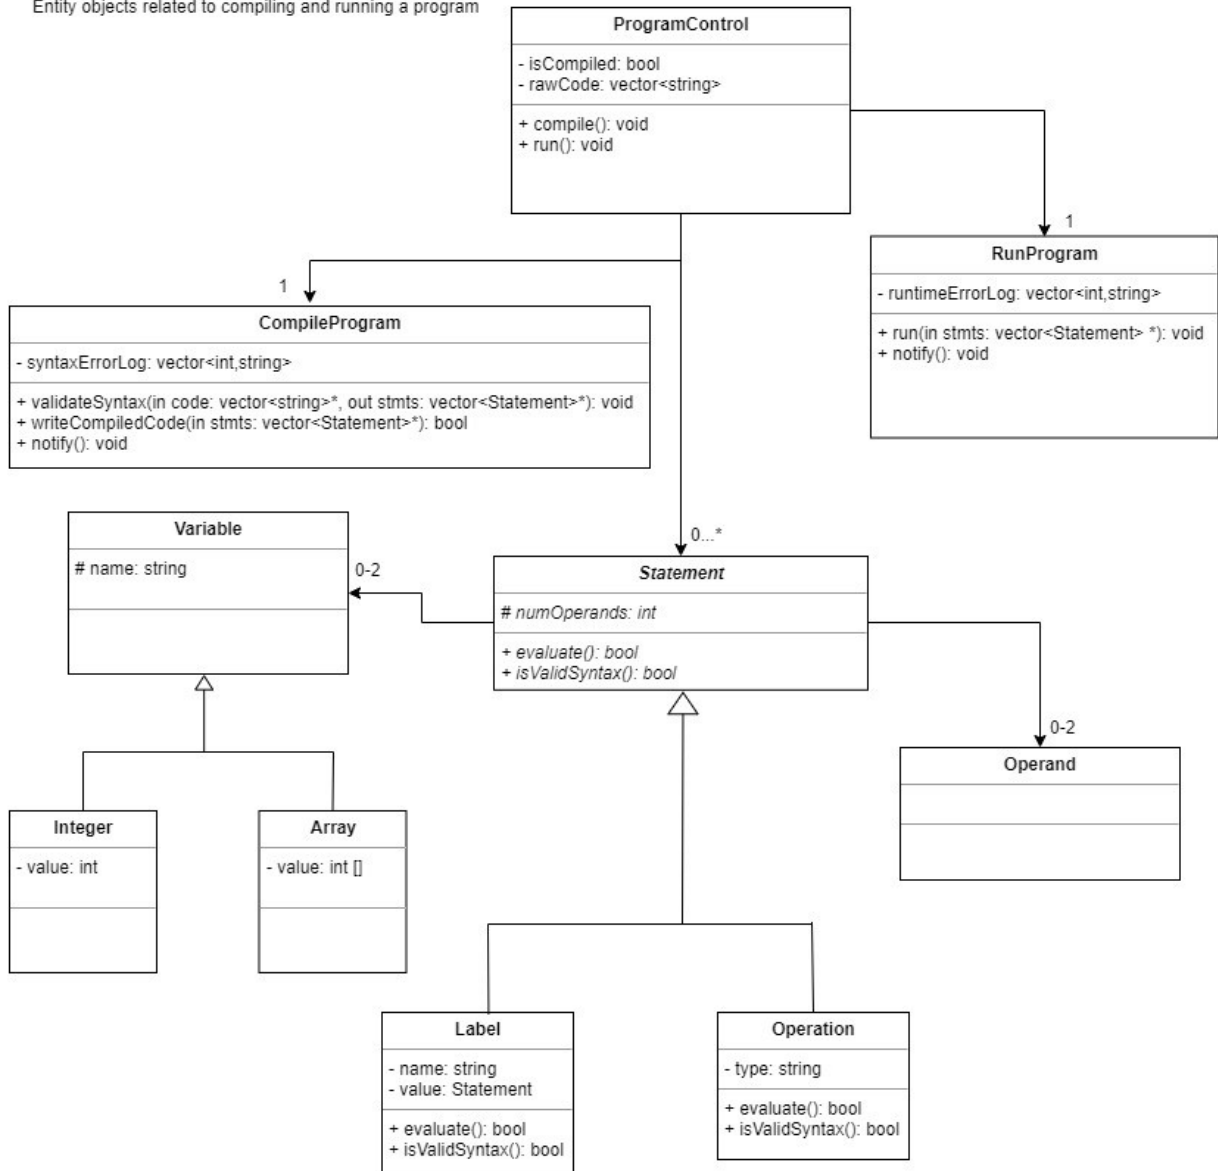 Entity objects related to compiling and running a program
ProgramControl
- isCompiled: bool
- rawCode: vector<string>
+ compile(): void
+ run(): void
1
RunProgram
- runtimeErrorLog: vector<int,string>
+ run(in stmts: vector<Statement> *): void
+ notify(): void
1
CompileProgram
- syntaxErrorLog: vector<int,string>
+ validateSyntax(in code: vector<string>*, out stmts: vector<Statement>*): void
+ writeCompiledCode(in stmts: vector<Statement>*): bool
+ notify(): void
0...*
Variable
# name: string
0-2
Statement
# numOperands: int
+ evaluate(): bool
+ isValidSyntax(): bool
0-2
Operand
Integer
- value: int
Array
- value: int []
Label
- name: string
- value: Statement
+ evaluate(): bool
+ isValidSyntax(): bool
Operation
- type: string
+ evaluate(): bool
+ isValidSyntax(): bool